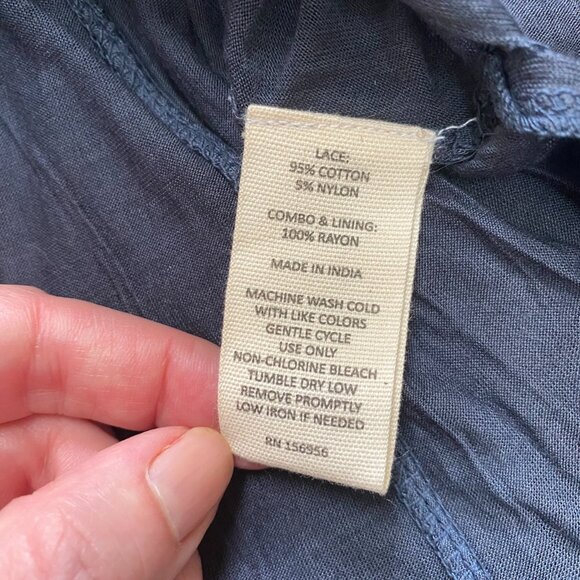 LACE:
95% COTTON
5% NYLON
COMBO & LINING:
100% RAYON
MADE IN INDIA
MACHINE WASH COLD
WITH LIKE COLORS
GENTLE CYCLE
USE ONLY
NON-CHLORINE BLEACH
TUMBLE DRY LOW
REMOVE PROMPTLY
LOW IRON IF NEEDED
RN 156956